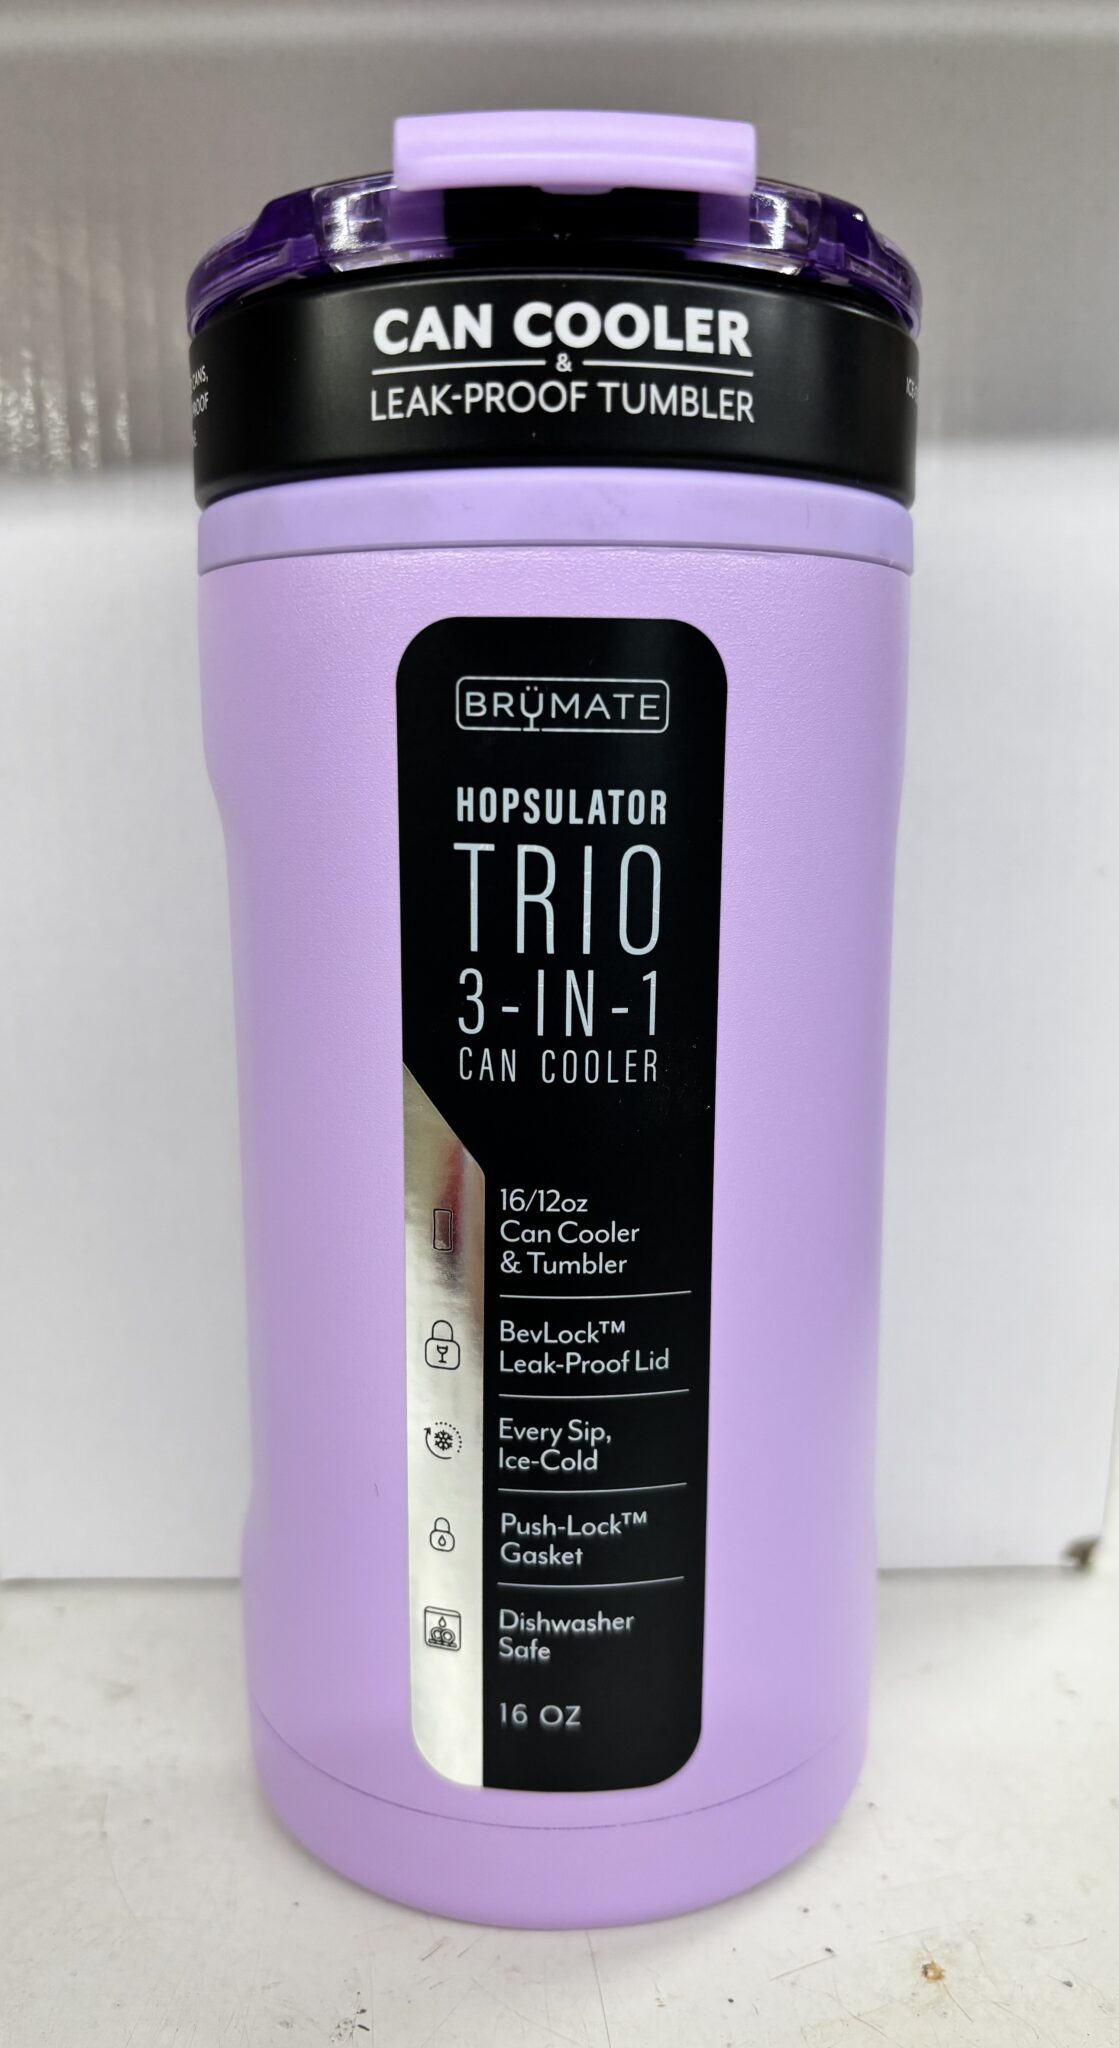 CAN COOLER
&
LEAK-PROOF TUMBLER
CANS,
BRÜMATE
HOPSULATOR
TRIO
3-IN-1
CAN COOLER
16/12oz
Can Cooler
& Tumbler
BevLock™
Leak-Proof Lid
Every Sip,
Ice-Cold
Push-Lock™
Gasket
Dishwasher
Safe
16 OZ